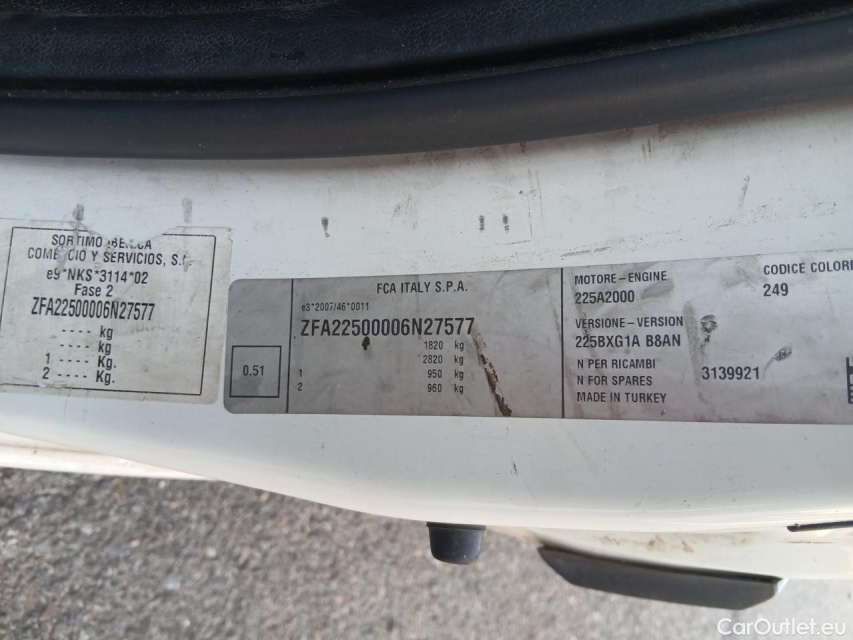 SORTIMO IBERICA
COMERCIO Y SERVICIOS, S.L.
e9*NKS*3114*02
Fase 2
ZFA22500006N27577
---- kg
---- kg
1 ---- Kg.
2 ---- Kg.
0.51
FCA ITALY S.P.A.
e3*2007/46*0011
ZFA22500006N27577
1820 kg
2820 kg
1 950 kg
2 960 kg
MOTORE-ENGINE
225A2000
VERSIONE-VERSION
225BXG1A B8AN
N PER RICAMBI
N FOR SPARES
3139921
MADE IN TURKEY
CODICE COLORE
249
CarOutlet.eu